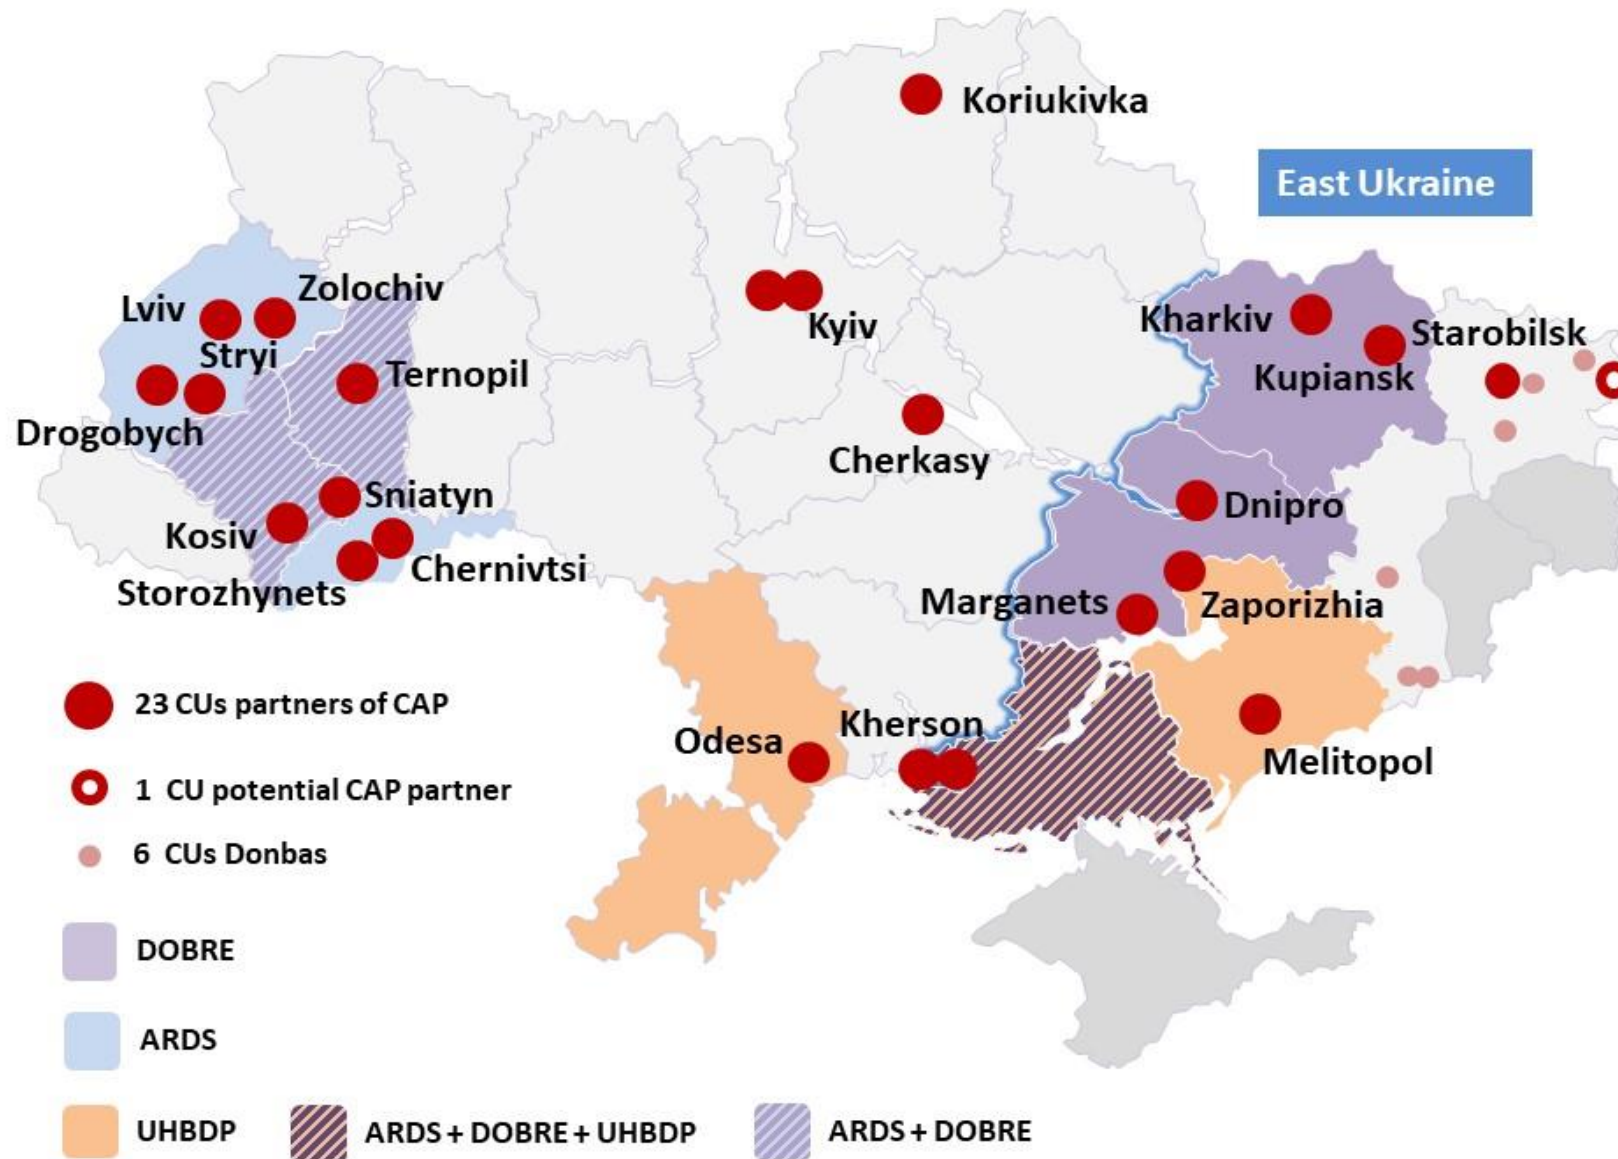 Koriukivka
East Ukraine
Zolochiv
Lviv
Kyiv
Kharkiv
Starobilsk
Stryi
Ternopil
Kupiansk
Drogobych
Cherkasy
Sniatyn
Dnipro
Kosiv
Chernivtsi
Storozhynets
Marganets
Zaporizhia
23 CUs partners of CAP
Kherson
Odesa
Melitopol
1 CU potential CAP partner
6 CUs Donbas
DOBRE
ARDS
UHBDP
ARDS + DOBRE + UHBDP
ARDS + DOBRE